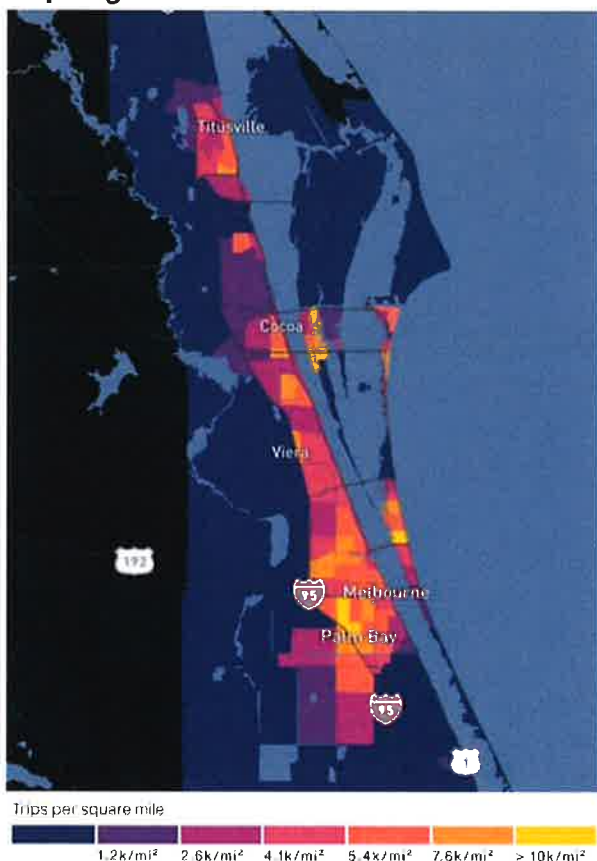 Titusville
Cocoa
Viera
192
95
Melbourne
Palm Bay
95
1
Trips per square mile
1.2k/mi²
2.6k/mi²
4.1k/mi²
5.4k/mi²
7.6k/mi²
> 10k/mi²